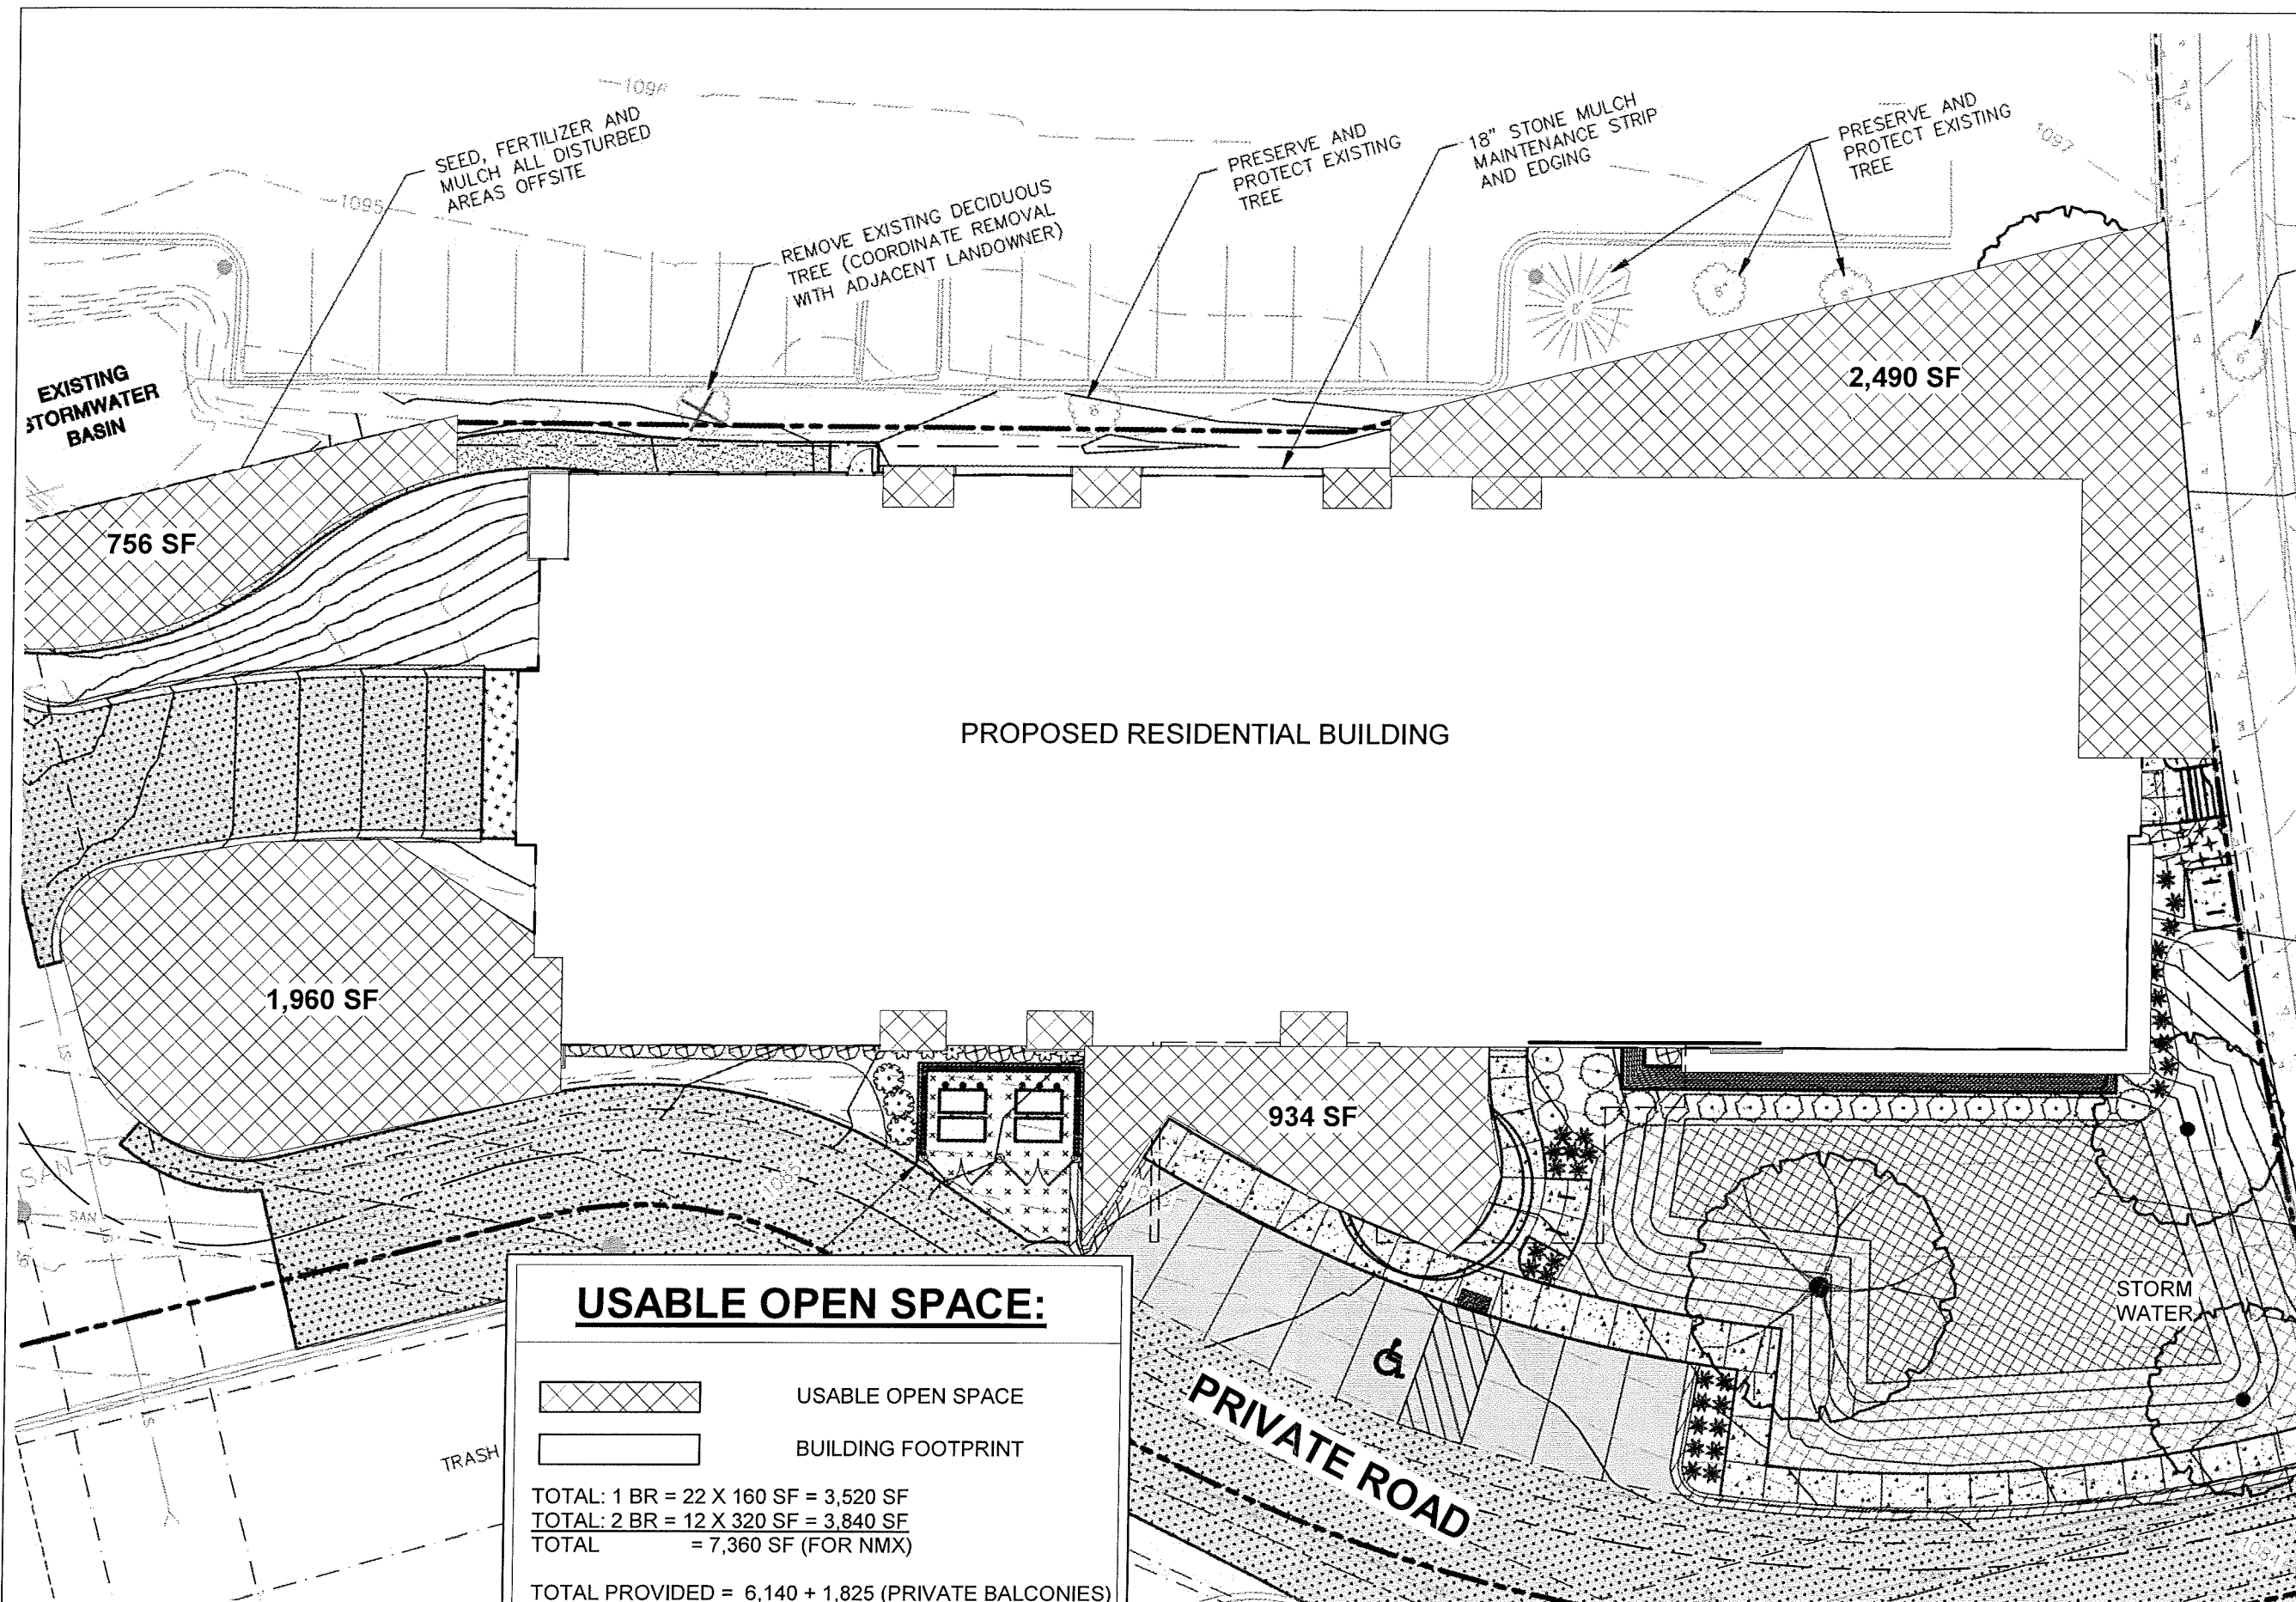 1096
SEED, FERTILIZER AND
MULCH ALL DISTURBED
AREAS OFFSITE
1095
REMOVE EXISTING DECIDUOUS
TREE (COORDINATE REMOVAL
WITH ADJACENT LANDOWNER)
PRESERVE AND
PROTECT EXISTING
TREE
18" STONE MULCH
MAINTENANCE STRIP
AND EDGING
PRESERVE AND
PROTECT EXISTING
TREE
1097
EXISTING
STORMWATER
BASIN
8"
2,490 SF
756 SF
PROPOSED RESIDENTIAL BUILDING
1,960 SF
934 SF
1085
SAN
STORM
WATER
TRASH
PRIVATE ROAD
USABLE OPEN SPACE:
USABLE OPEN SPACE
BUILDING FOOTPRINT
TOTAL: 1 BR = 22 X 160 SF = 3,520 SF
TOTAL: 2 BR = 12 X 320 SF = 3,840 SF
TOTAL = 7,360 SF (FOR NMX)
TOTAL PROVIDED = 6,140 + 1,825 (PRIVATE BALCONIES)